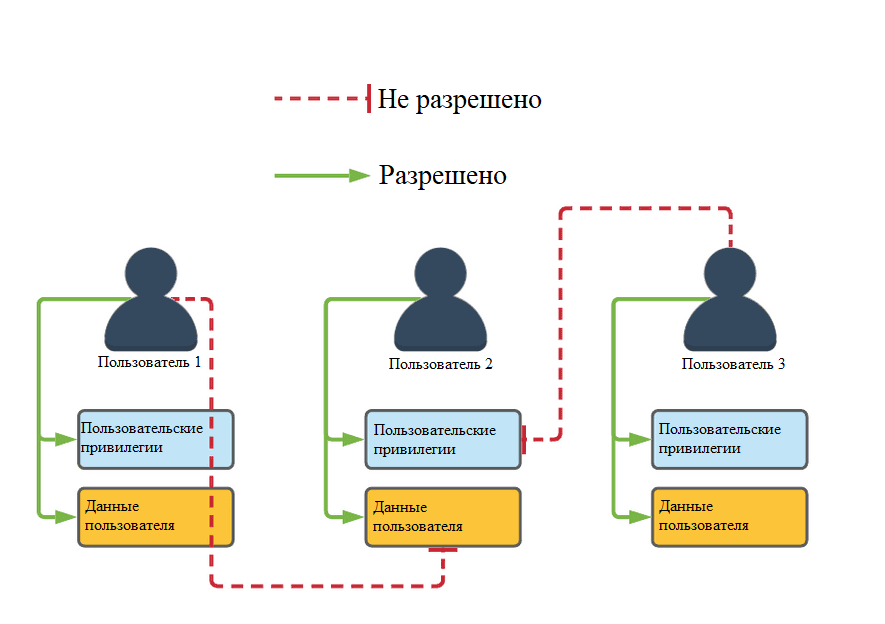 Не разрешено
Разрешено
Пользователь 1
Пользователь 2
Пользователь 3
Пользовательские
привилегии
Пользовательские
привилегии
Пользовательские
привилегии
Данные
пользователя
Данные
пользователя
Данные
пользователя